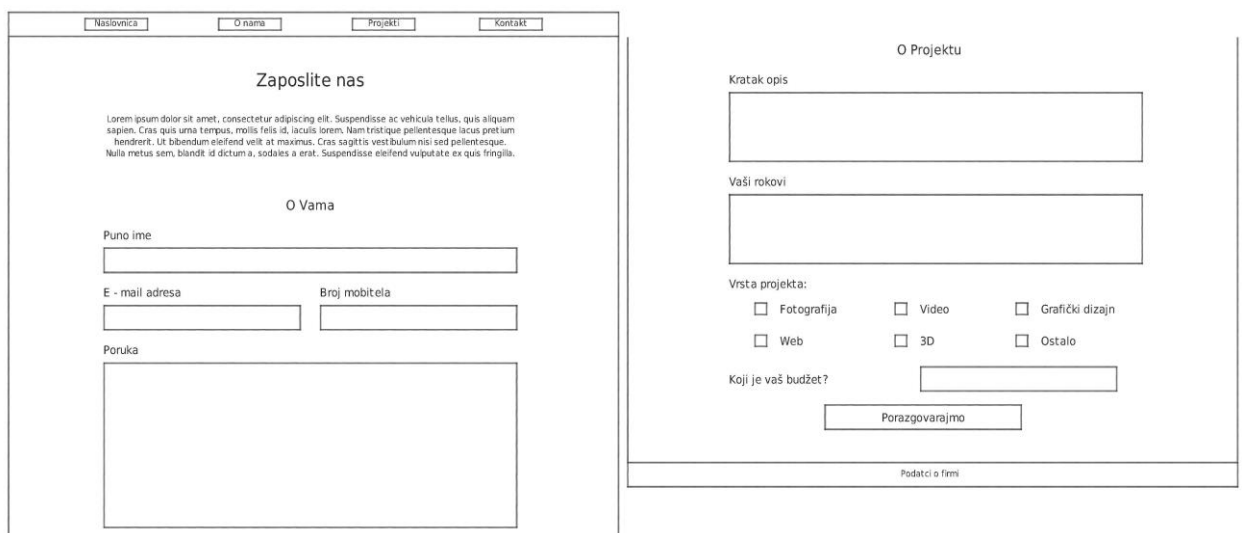 Naslovnica O nama Projekti Kontakt
Zaposlite nas
Lorem ipsum dolor sit amet, consectetur adipiscing elit. Suspendisse ac vehicula tellus, quis aliquam
sapien. Cras quis urna tempus, mollis felis id, iaculis lorem. Nam tristique pellentesque lacus pretium
hendrerit. Ut bibendum eleifend velit at maximus. Cras sagittis vestibulum nisi sed pellentesque.
Nulla metus sem, blandit id dictum a, sodales a erat. Suspendisse eleifend vulputate ex quis fringilla.
O Vama
Puno ime
E - mail adresa Broj mobitela
Poruka
O Projektu
Kratak opis
Vaši rokovi
Vrsta projekta:
Fotografija Video Grafički dizajn
Web 3D Ostalo
Koji je vaš budžet?
Porazgovarajmo
Podatci o firmi